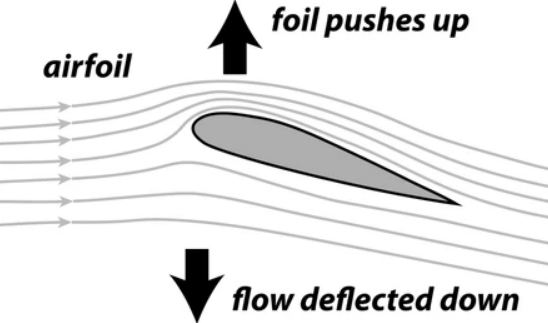 foil pushes up
airfoil
flow deflected down